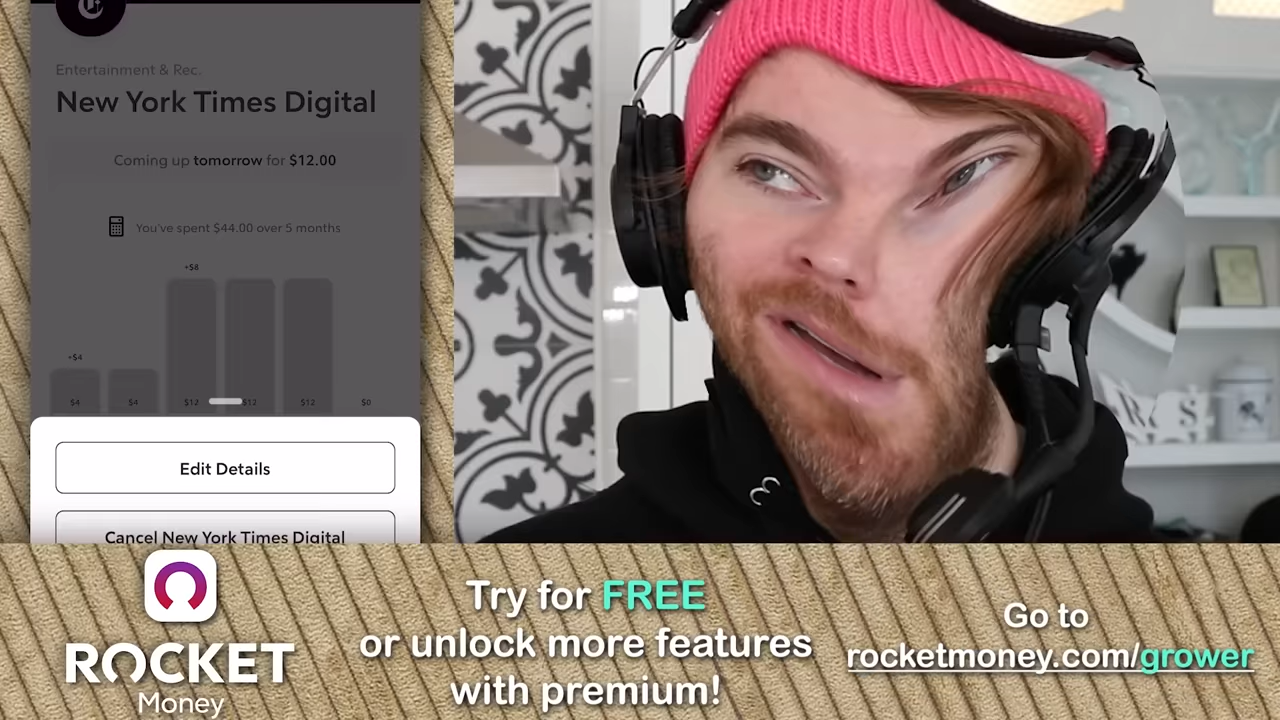 Entertainment & Rec.
New York Times Digital
Coming up tomorrow for $12.00
You've spent $44.00 over 5 months
+$8
+$4
$4 $4 $12 $12 $12 $0
Edit Details
Cancel New York Times Digital
ROCKET
Money
Try for FREE
or unlock more features
with premium!
Go to
rocketmoney.com/grower